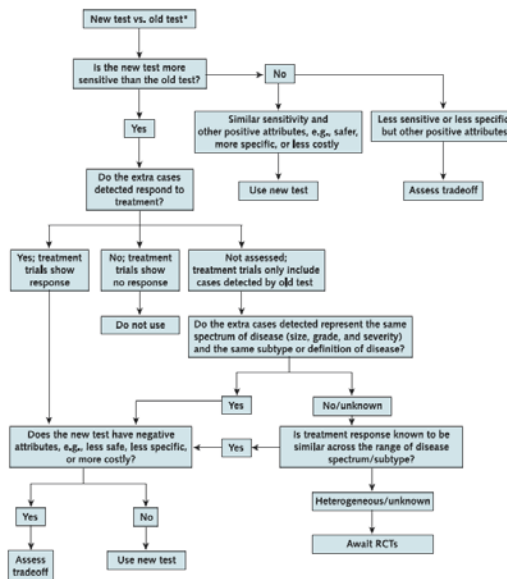 New test vs. old test*
Is the new test more
sensitive than the old test?
No
Yes
Similar sensitivity and
other positive attributes, e.g., safer,
more specific, or less costly
Less sensitive or less specific
but other positive attributes
Use new test
Assess tradeoff
Do the extra cases
detected respond to
treatment?
Yes; treatment
trials show
response
No; treatment
trials show
no response
Not assessed;
treatment trials only include
cases detected by old test
Do not use
Do the extra cases detected represent the same
spectrum of disease (size, grade, and severity)
and the same subtype or definition of disease?
Yes
No/unknown
Does the new test have negative
attributes, e.g., less safe, less specific,
or more costly?
Yes
Is treatment response known to be
similar across the range of disease
spectrum/subtype?
Yes
No
Heterogeneous/unknown
Assess
tradeoff
Use new test
Await RCTs